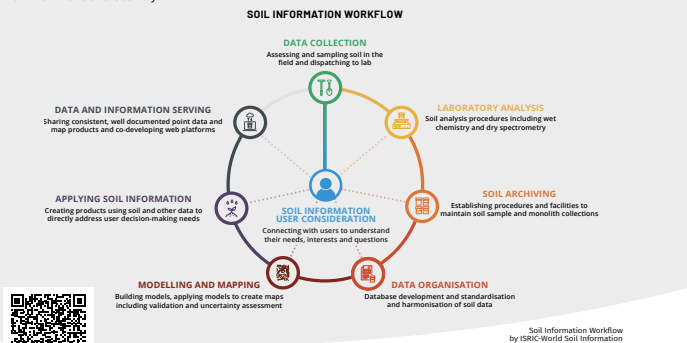 SOIL INFORMATION WORKFLOW
DATA COLLECTION
Assessing and sampling soil in the
field and dispatching to lab
LABORATORY ANALYSIS
Soil analysis procedures including wet
chemistry and dry spectrometry
SOIL ARCHIVING
Establishing procedures and facilities to
maintain soil sample and monolith collections
DATA ORGANISATION
Database development and standardisation
and harmonisation of soil data
MODELLING AND MAPPING
Building models, applying models to create maps
including validation and uncertainty assessment
APPLYING SOIL INFORMATION
Creating products using soil and other data to
directly address user decision-making needs
DATA AND INFORMATION SERVING
Sharing consistent, well documented point data and
map products and co-developing web platforms
SOIL INFORMATION
USER CONSIDERATION
Connecting with users to understand
their needs, interests and questions
Soil Information Workflow
by ISRIC-World Soil Information